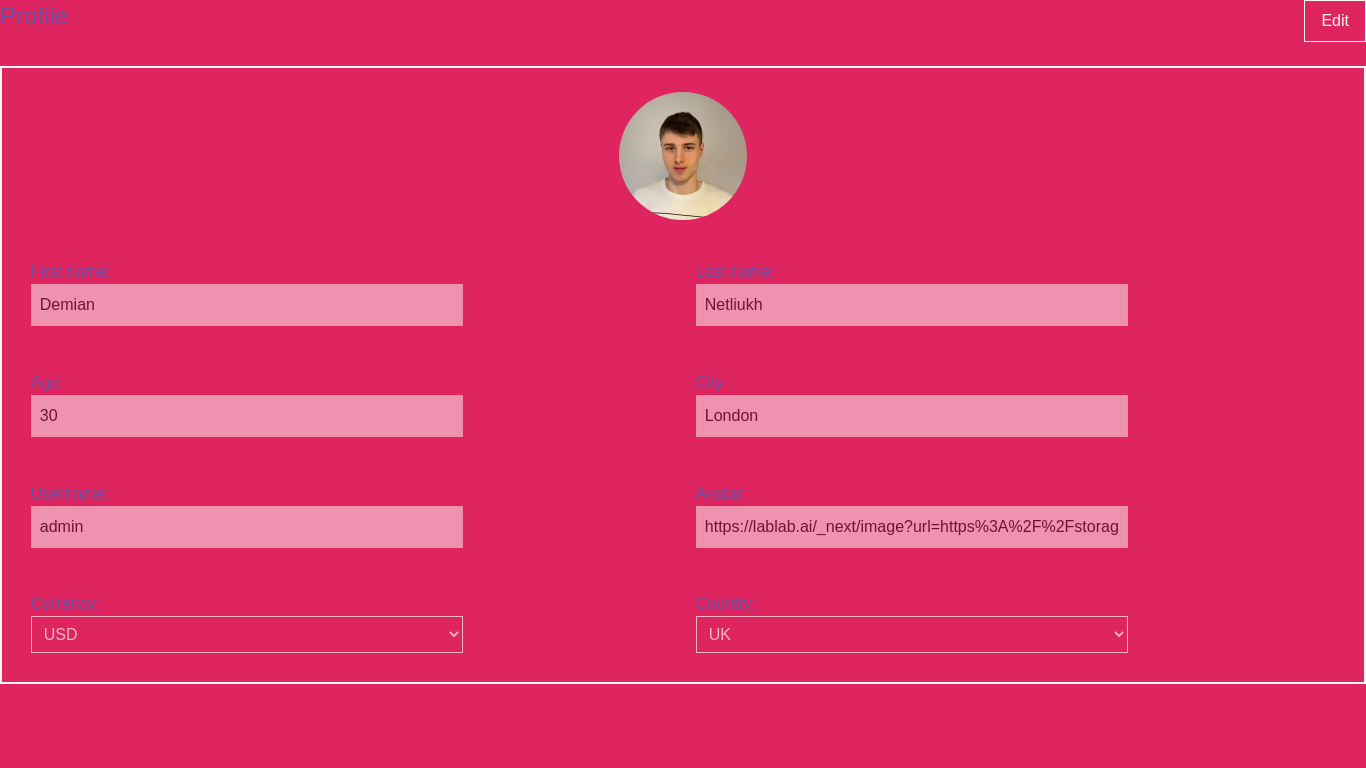 Profile
Edit
First name:
Last name:
Demian
Netliukh
Age:
City:
30
London
Username:
Avatar:
admin
https://lablab.ai/_next/image?url=https%3A%2F%2Fstorag
Currency:
Country:
USD
UK